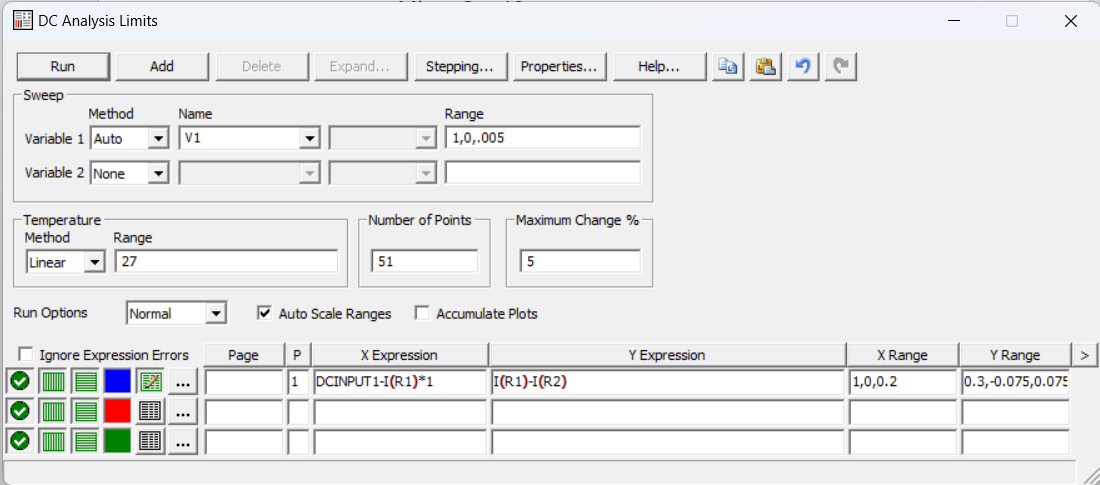 DC Analysis Limits
Run Add Delete Expand... Stepping... Properties... Help...
Sweep
Method Name Range
Variable 1 Auto V1 1,0,.005
Variable 2 None
Temperature Number of Points Maximum Change %
Method Range
Linear 27 51 5
Run Options Normal Auto Scale Ranges Accumulate Plots
Ignore Expression Errors Page P X Expression Y Expression X Range Y Range >
... 1 DCINPUT1-I(R1)*1 I(R1)-I(R2) 1,0,0.2 0.3,-0.075,0.075
...
...